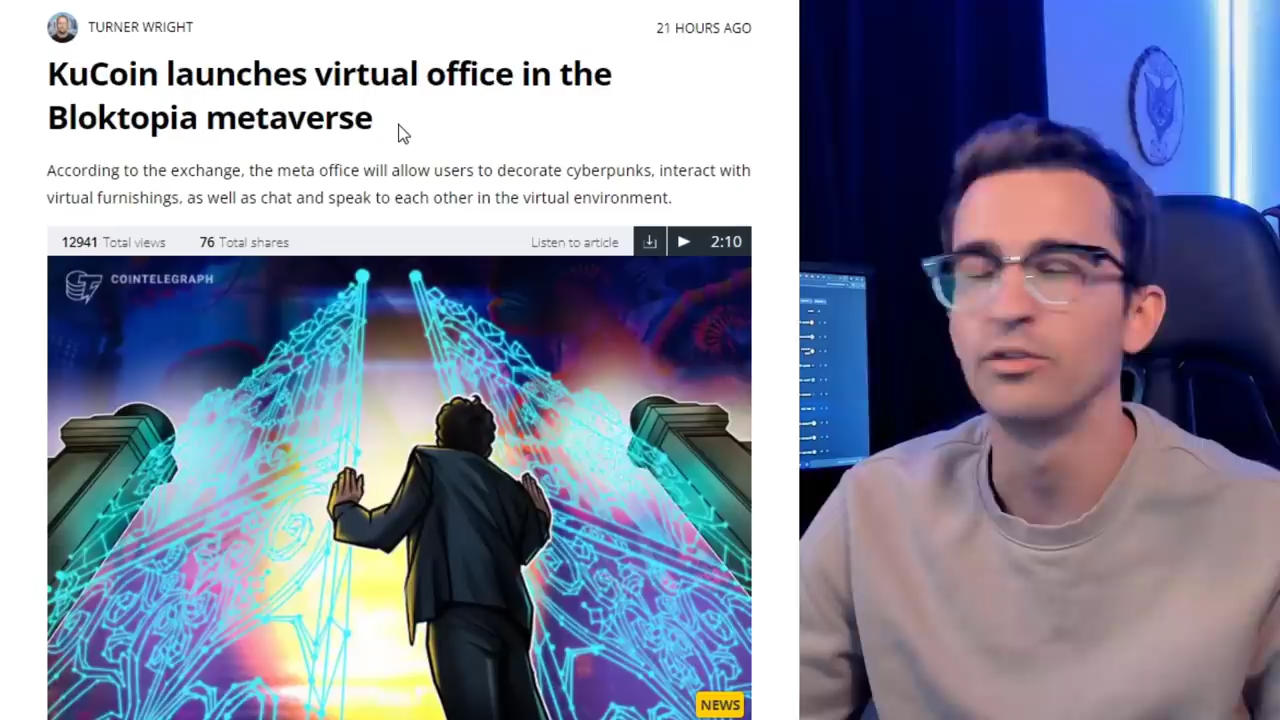 TURNER WRIGHT
21 HOURS AGO
KuCoin launches virtual office in the
Bloktopia metaverse
According to the exchange, the meta office will allow users to decorate cyberpunks, interact with
virtual furnishings, as well as chat and speak to each other in the virtual environment.
12941 Total views 76 Total shares Listen to article 2:10
COINTELEGRAPH
NEWS